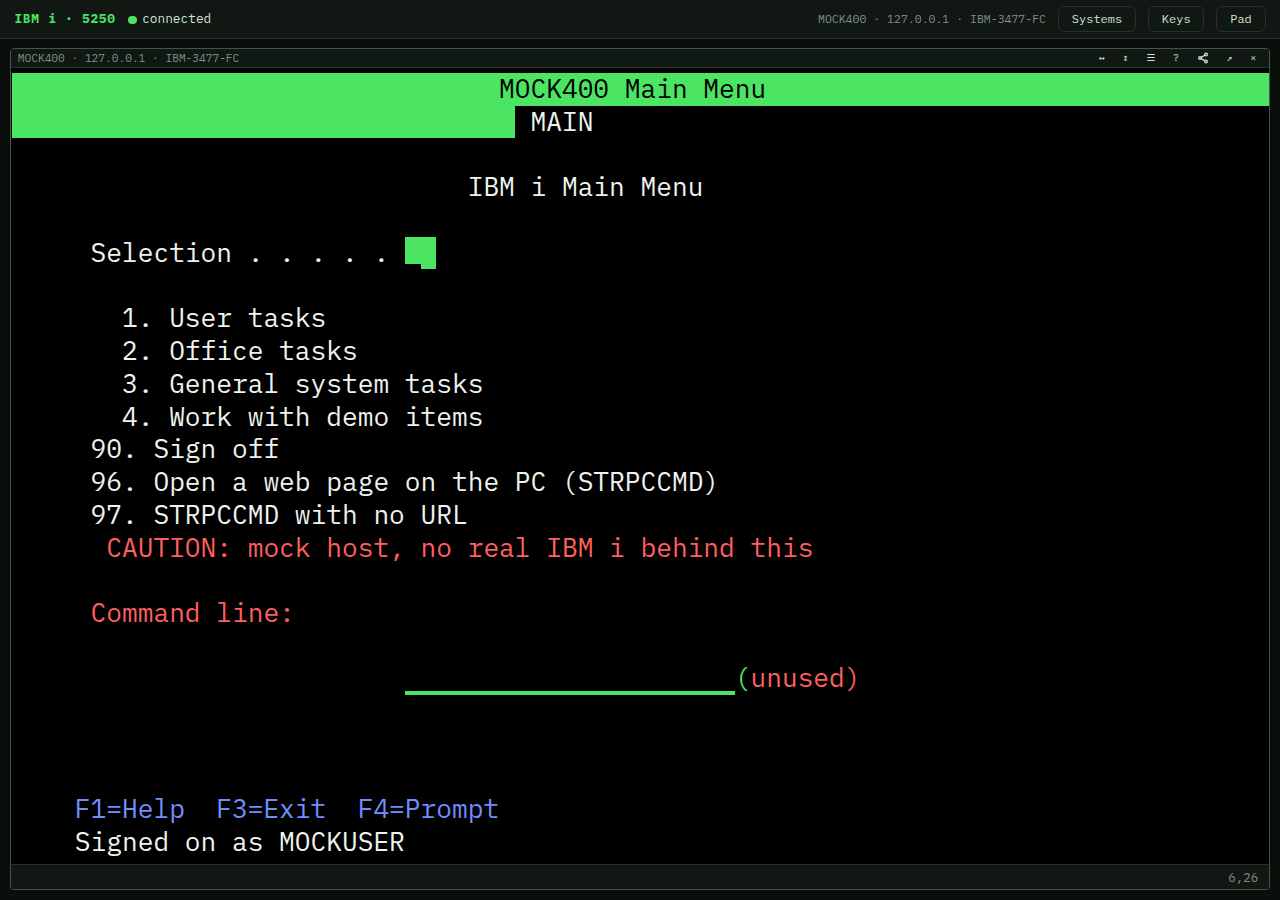 IBM i · 5250 connected MOCK400 · 127.0.0.1 · IBM-3477-FC Systems Keys Pad
MOCK400 · 127.0.0.1 · IBM-3477-FC
MOCK400 Main Menu
MAIN
IBM i Main Menu
Selection . . . . .
1. User tasks
2. Office tasks
3. General system tasks
4. Work with demo items
90. Sign off
96. Open a web page on the PC (STRPCCMD)
97. STRPCCMD with no URL
CAUTION: mock host, no real IBM i behind this
Command line:
(unused)
F1=Help F3=Exit F4=Prompt
Signed on as MOCKUSER
6,26